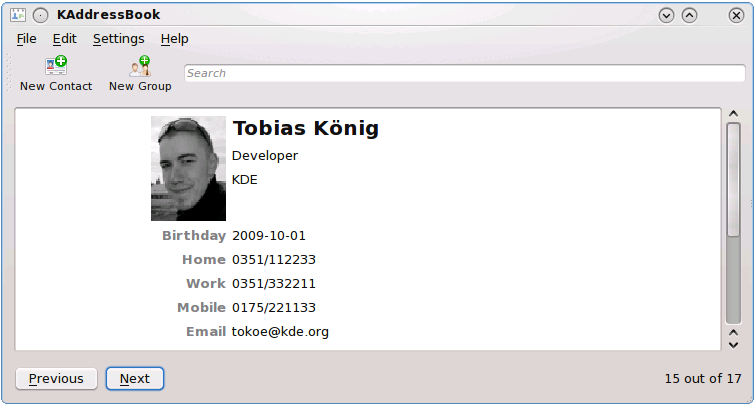 KAddressBook
File Edit Settings Help
New Contact New Group Search
Tobias König
Developer
KDE
Birthday 2009-10-01
Home 0351/112233
Work 0351/332211
Mobile 0175/221133
Email tokoe@kde.org
Previous Next 15 out of 17